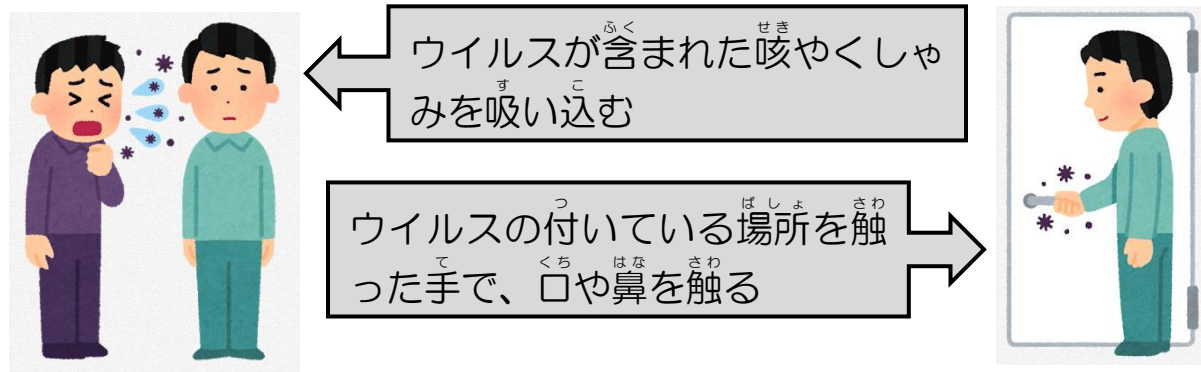 ウイルスが含まれた咳やくしゃ
みを吸い込む
ウイルスの付いている場所を触
った手で、口や鼻を触る